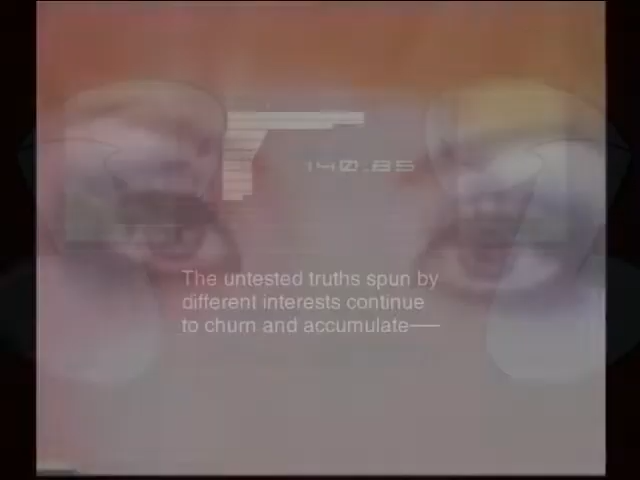 140.85
The untested truths spun by
different interests continue
to churn and accumulate—